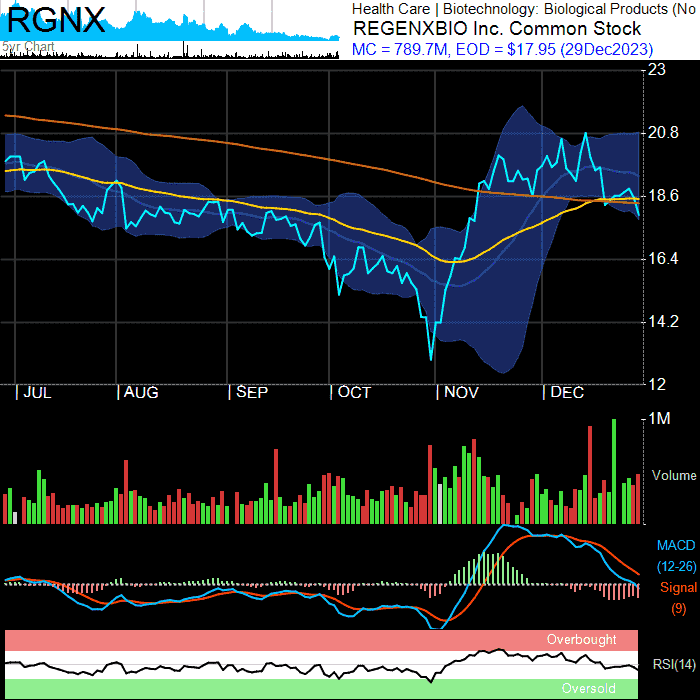 RGNX
5yr Chart
Health Care | Biotechnology: Biological Products (No
REGENXBIO Inc. Common Stock
MC = 789.7M, EOD = $17.95 (29Dec2023)
23
20.8
18.6
16.4
14.2
12
JUL
AUG
SEP
OCT
NOV
DEC
1M
Volume
MACD
(12-26)
Signal
(9)
Overbought
RSI(14)
Oversold